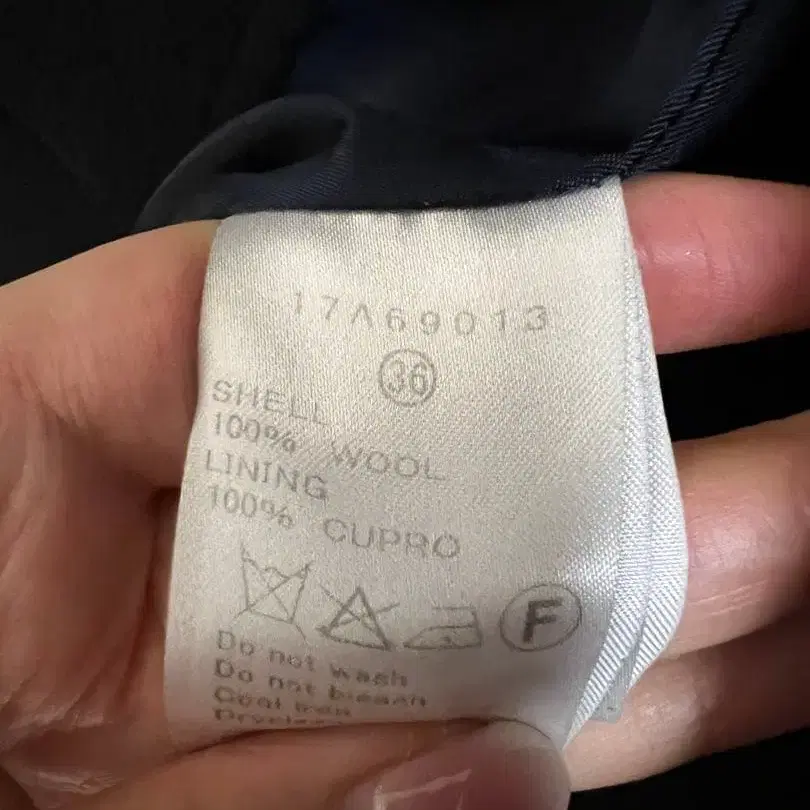 17A69013
36
SHELL
100% WOOL
LINING
100% CUPRO
F
Do not wash
Do not bleach
Cool iron